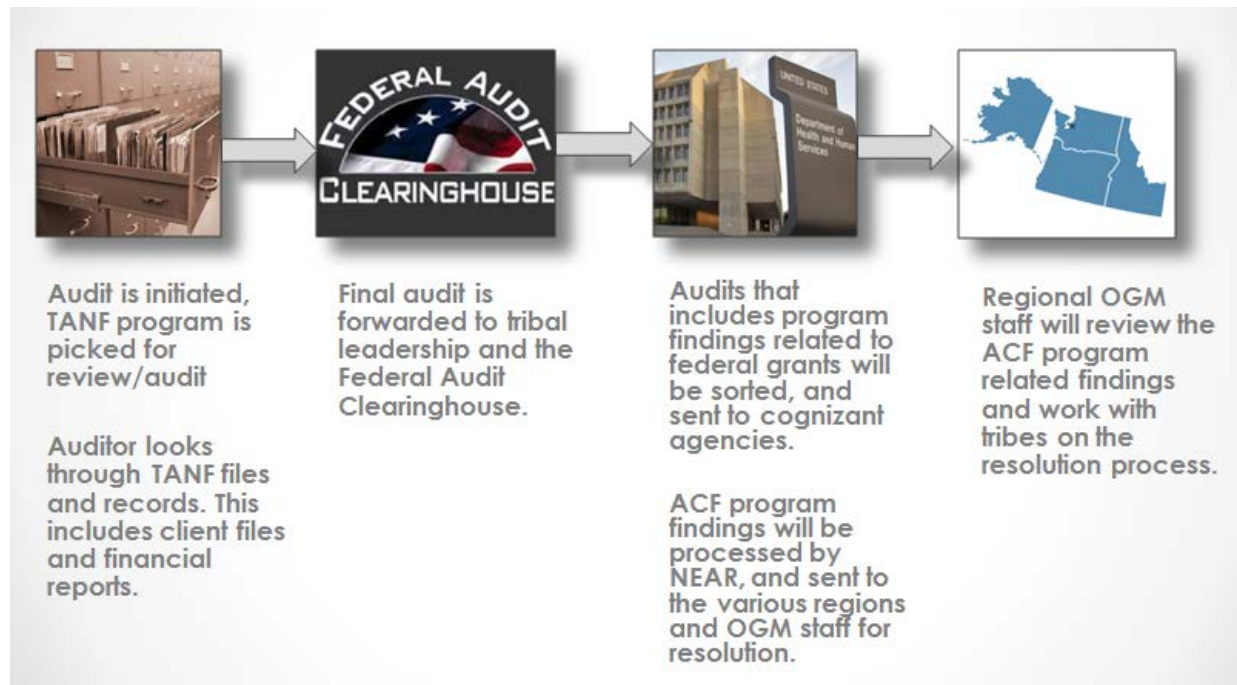 FEDERAL AUDIT
CLEARINGHOUSE
UNITED STATES
Department of
Health and Human
Services
Audit is initiated,
TANF program is
picked for
review/audit
Auditor looks
through TANF files
and records. This
includes client files
and financial
reports.
Final audit is
forwarded to tribal
leadership and the
Federal Audit
Clearinghouse.
Audits that
includes program
findings related to
federal grants will
be sorted, and
sent to cognizant
agencies.
ACF program
findings will be
processed by
NEAR, and sent to
the various regions
and OGM staff for
resolution.
Regional OGM
staff will review the
ACF program
related findings
and work with
tribes on the
resolution process.